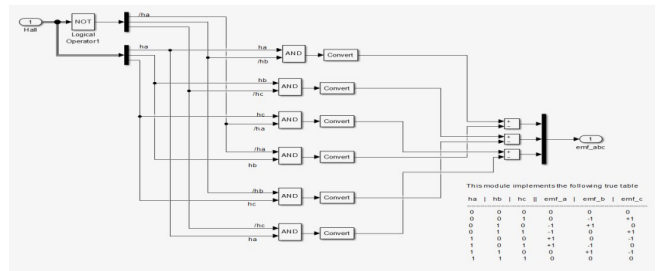 /ha
1
Hall
NOT
Logical
Operator1
ha
ha
/hb
AND
Convert
hb
/hc
AND
Convert
hc
/ha
AND
Convert
/ha
hb
AND
Convert
/hb
hc
AND
Convert
/hc
ha
AND
Convert
+
−
+
−
+
−
1
emf_abc
This module implements the following true table
ha | hb | hc || emf_a | emf_b | emf_c
0 0 0 0 0 0
0 0 1 0 -1 +1
0 1 0 -1 +1 0
0 1 1 -1 0 +1
1 0 0 +1 0 -1
1 0 1 +1 -1 0
1 1 0 0 +1 -1
1 1 1 0 0 0